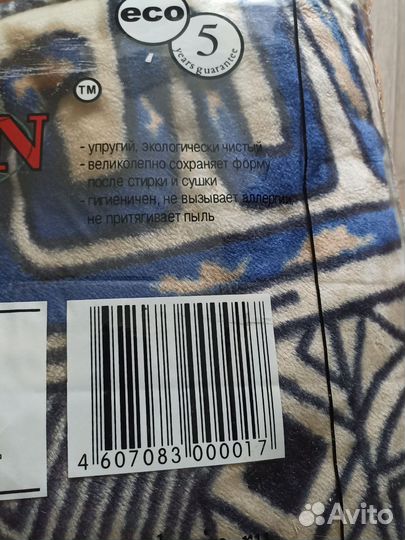 eco
5
years guarantee
TM
N
- упругий, экологически чистый
- великолепно сохраняет форму
после стирки и сушки
- гигиеничен, не вызывает аллергии,
не притягивает пыль
4 607083 000017
Avito